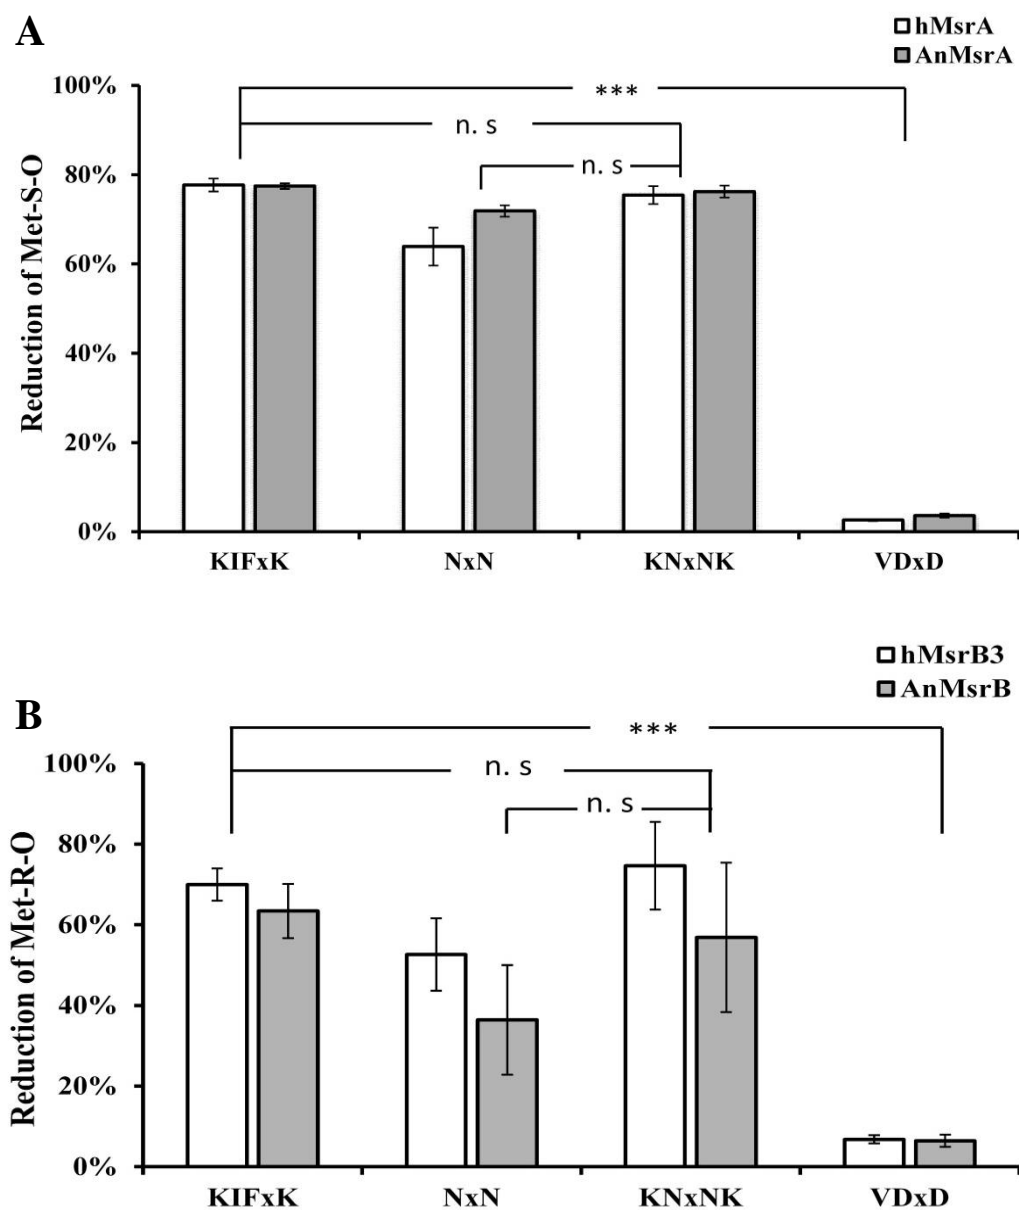 A
hMsrA
AnMsrA
100%
80%
60%
40%
20%
0%
Reduction of Met-S-O
***
n. s
n. s
KIFxK NxN KNxNK VDxD
hMsrB3
AnMsrB
B
100%
80%
60%
40%
20%
0%
Reduction of Met-R-O
***
n. s
n. s
KIFxK NxN KNxNK VDxD